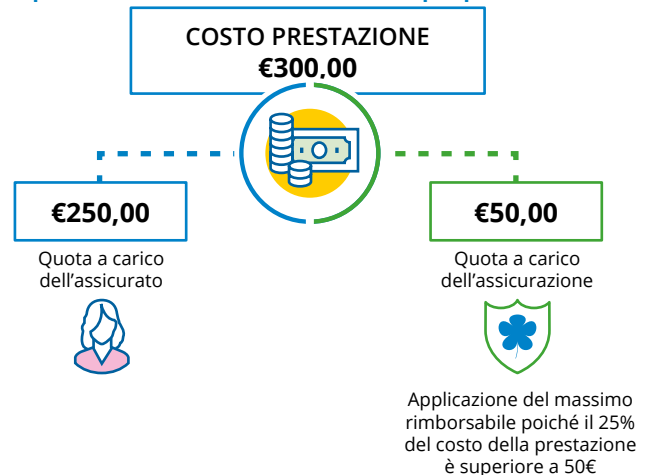 COSTO PRESTAZIONE
€300,00
€250,00
Quota a carico
dell'assicurato
€50,00
Quota a carico
dell'assicurazione
Applicazione del massimo
rimborsabile poiché il 25%
del costo della prestazione
è superiore a 50€